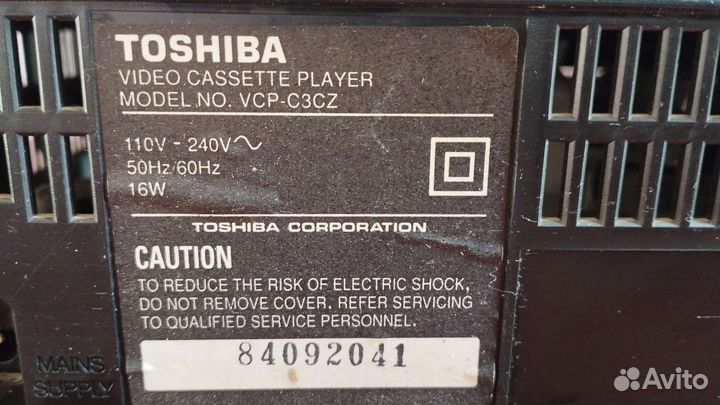 TOSHIBA
VIDEO CASSETTE PLAYER
MODEL NO. VCP-C3CZ
110V - 240V~
50Hz/60Hz
16W
TOSHIBA CORPORATION
CAUTION
TO REDUCE THE RISK OF ELECTRIC SHOCK,
DO NOT REMOVE COVER. REFER SERVICING
TO QUALIFIED SERVICE PERSONNEL.
84092041
MAINS
SUPPLY
Avito